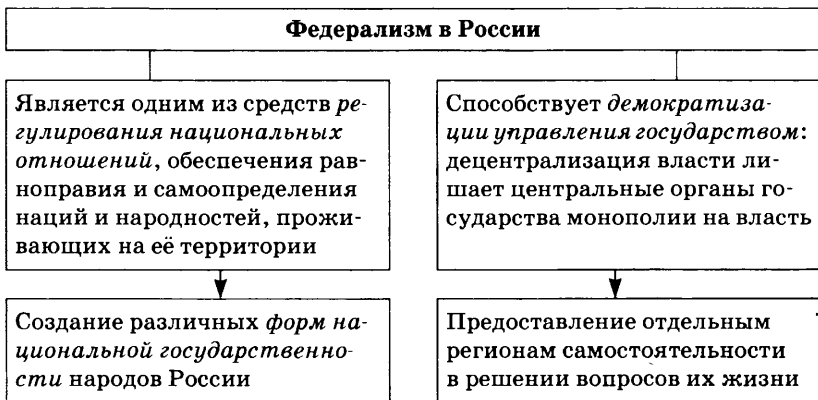 Федерализм в России
Является одним из средств ре-
гулирования национальных
отношений, обеспечения рав-
ноправия и самоопределения
наций и народностей, прожи-
вающих на её территории
Способствует демократиза-
ции управления государством:
децентрализация власти ли-
шает центральные органы го-
сударства монополии на власть
Создание различных форм на-
циональной государственно-
сти народов России
Предоставление отдельным
регионам самостоятельности
в решении вопросов их жизни